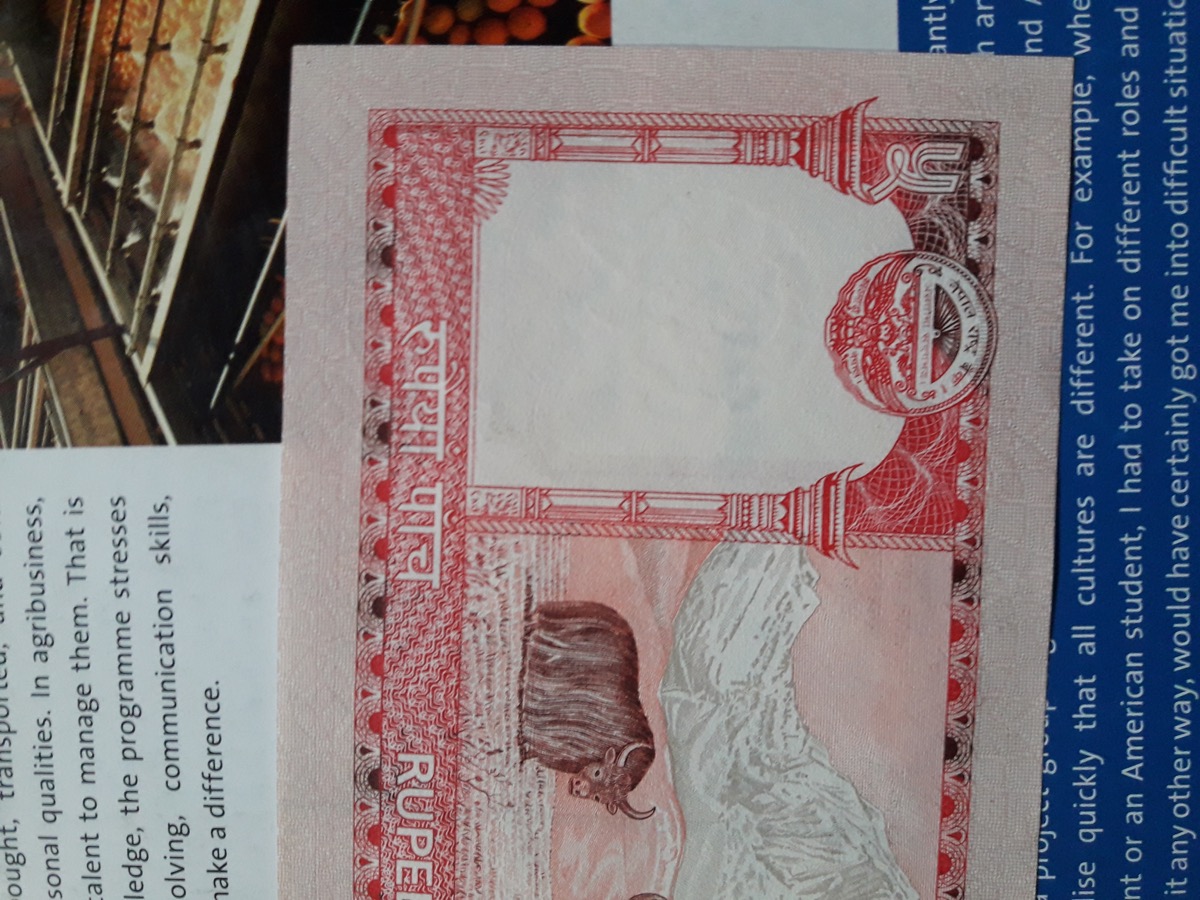 ought, transported, and
sonal qualities. In agribusiness,
talent to manage them. That is
ledge, the programme stresses
olving, communication skills,
make a difference.
रुपैयाँ पाँच RUPEE
५
antly
n an
a project group
nd A
lise quickly that all cultures are different. For example, whe
nt or an American student, I had to take on different roles and
it any other way, would have certainly got me into difficult situatio